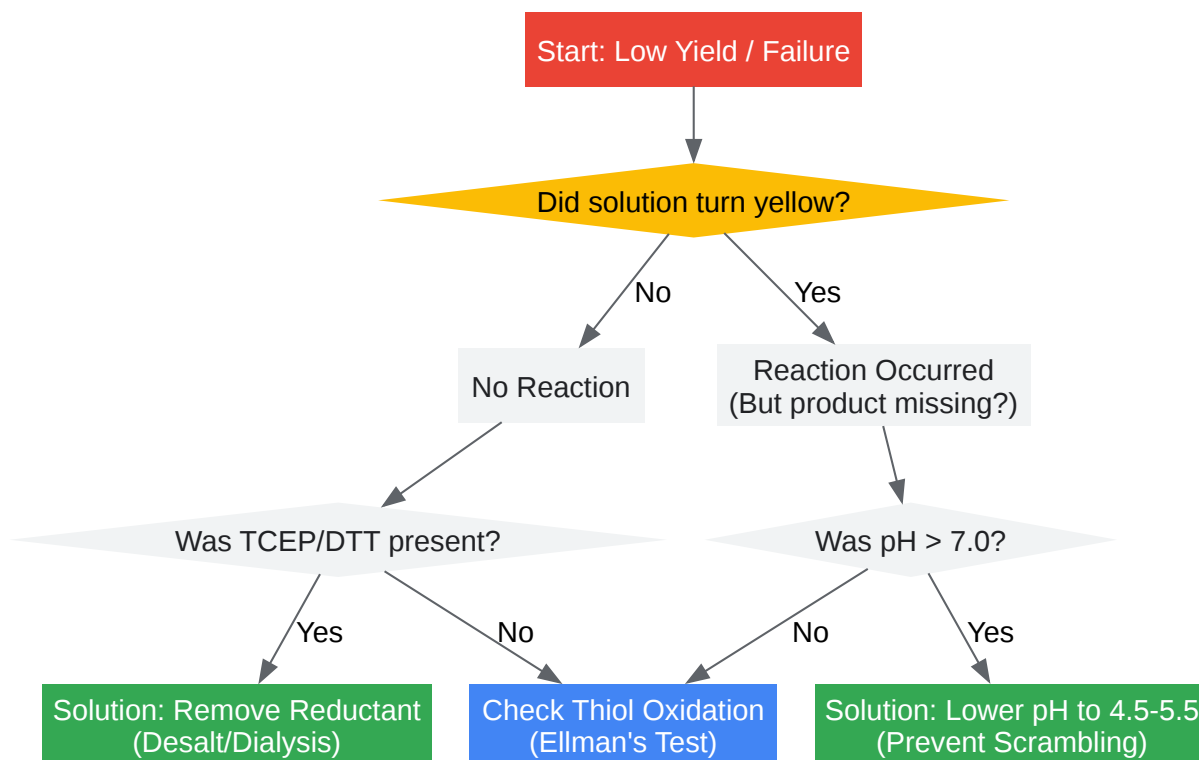 Start: Low Yield / Failure
Did solution turn yellow?
No
Yes
No Reaction
Reaction Occurred
(But product missing?)
Was TCEP/DTT present?
Was pH > 7.0?
Yes
No
No
Yes
Solution: Remove Reductant
(Desalt/Dialysis)
Check Thiol Oxidation
(Ellman's Test)
Solution: Lower pH to 4.5-5.5
(Prevent Scrambling)